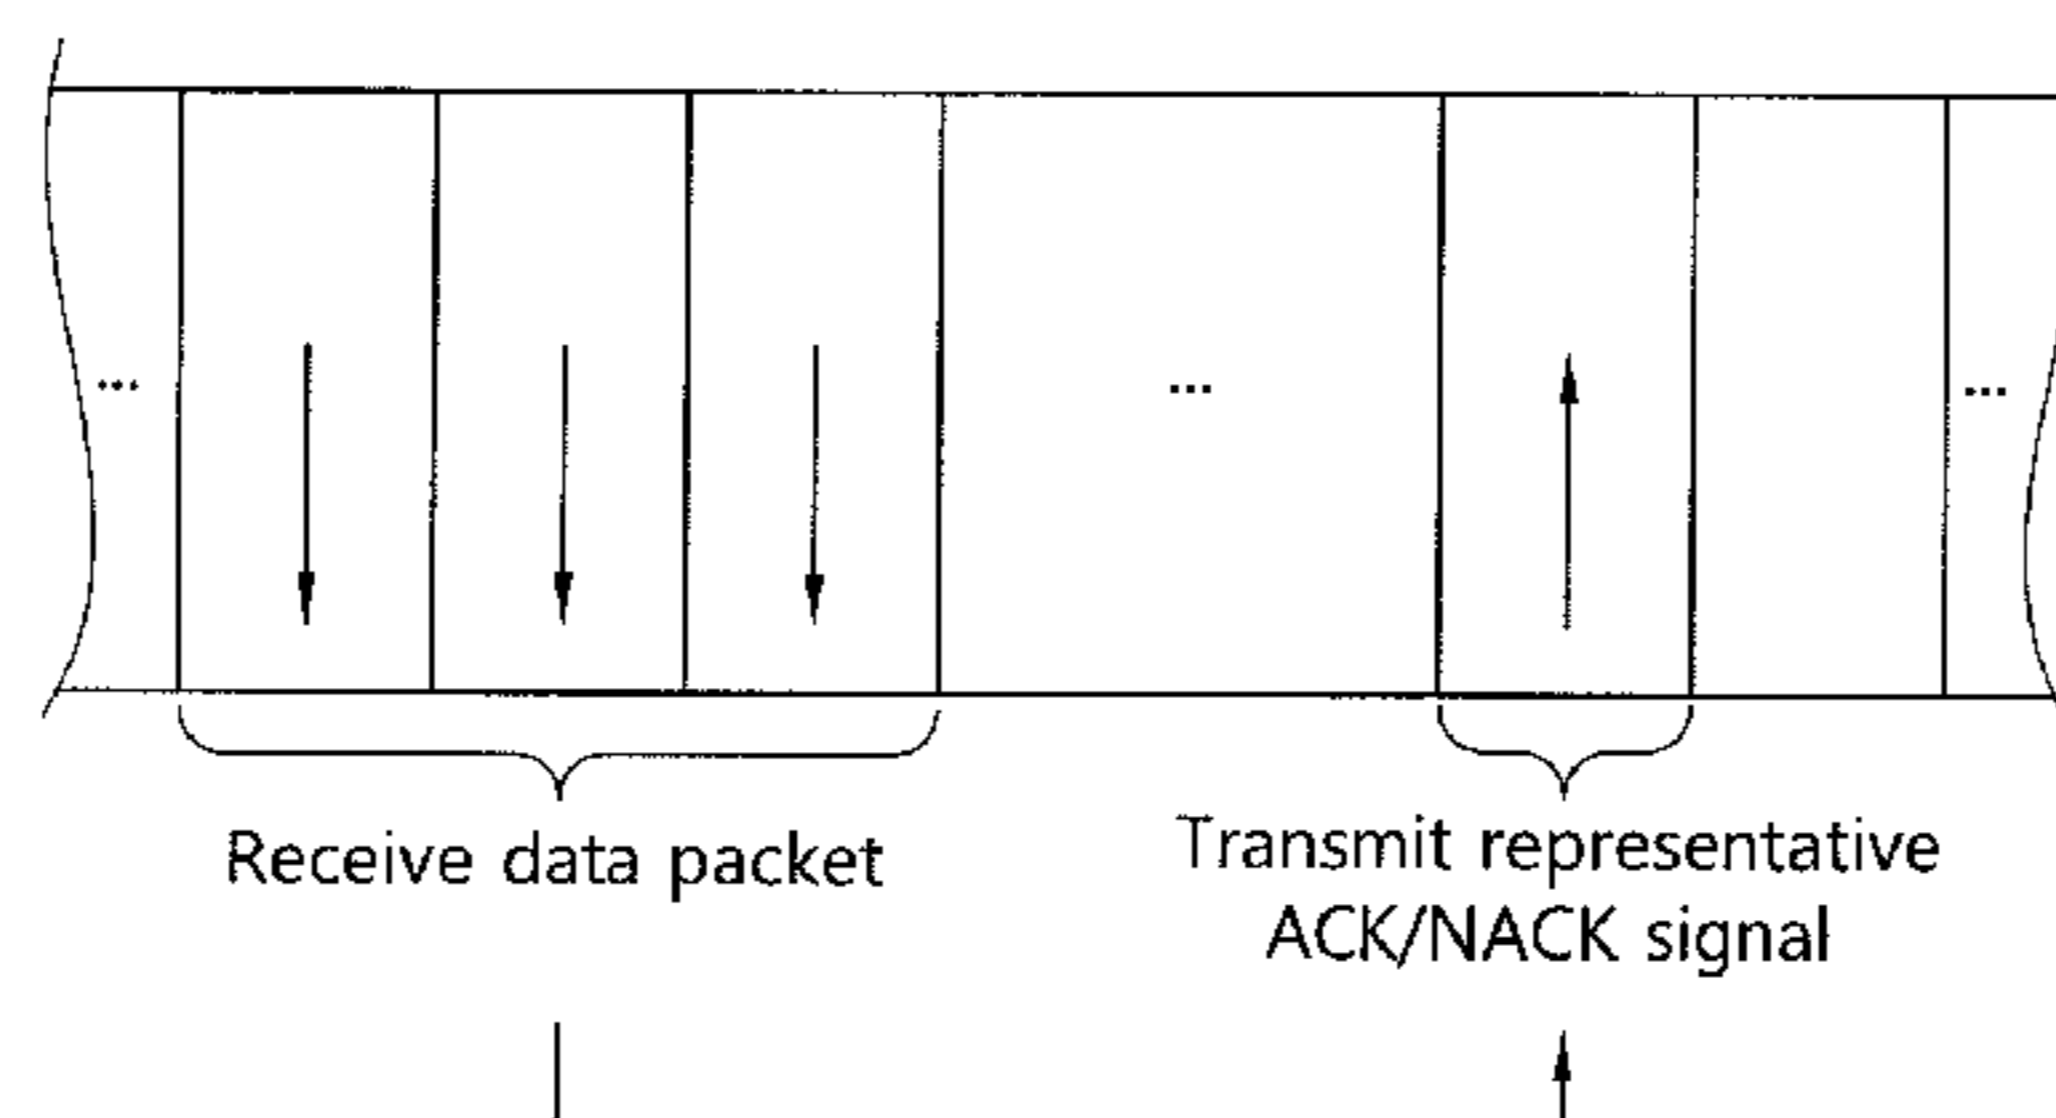 ... ... ...
Receive data packet
Transmit representative
ACK/NACK signal